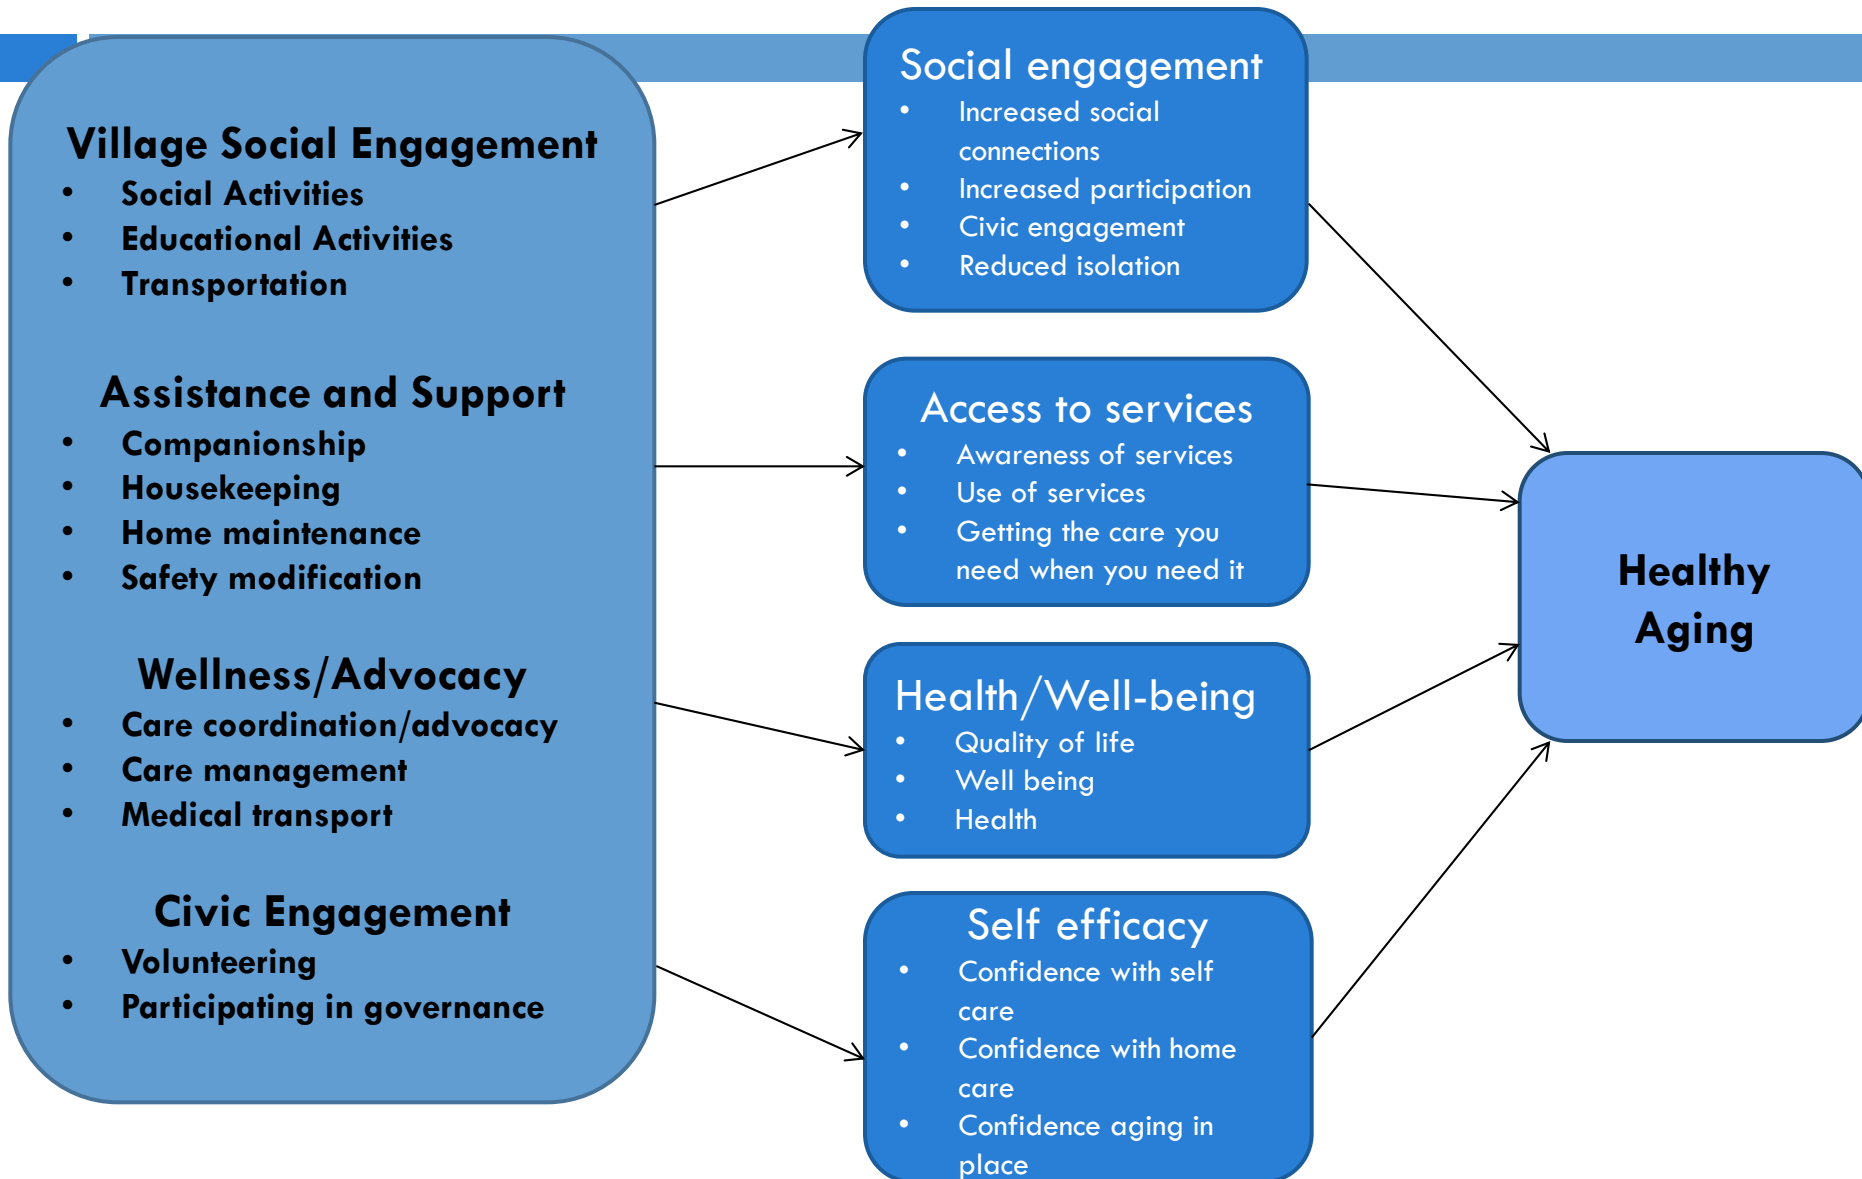 Village Social Engagement
• Social Activities
• Educational Activities
• Transportation
Assistance and Support
• Companionship
• Housekeeping
• Home maintenance
• Safety modification
Wellness/Advocacy
• Care coordination/advocacy
• Care management
• Medical transport
Civic Engagement
• Volunteering
• Participating in governance
Social engagement
• Increased social
connections
• Increased participation
• Civic engagement
• Reduced isolation
Access to services
• Awareness of services
• Use of services
• Getting the care you
need when you need it
Health/Well-being
• Quality of life
• Well being
• Health
Self efficacy
• Confidence with self
care
• Confidence with home
care
• Confidence aging in
place
Healthy
Aging